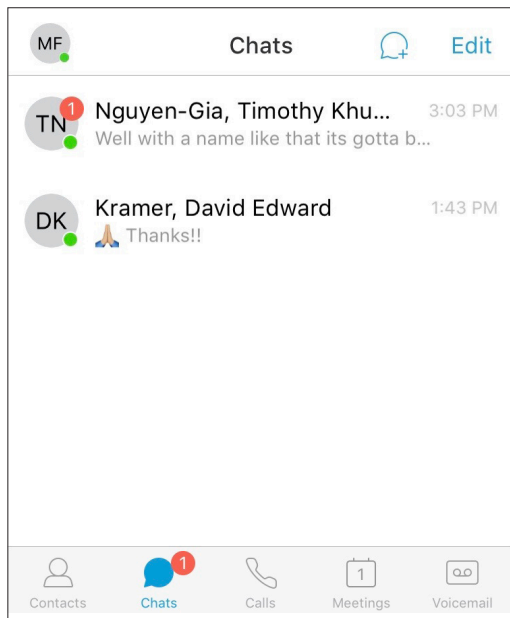 MF Chats Edit
TN 1 Nguyen-Gia, Timothy Khu... 3:03 PM
Well with a name like that its gotta b...
DK Kramer, David Edward 1:43 PM
🙏🏼 Thanks!!
1 1
Contacts Chats Calls Meetings Voicemail